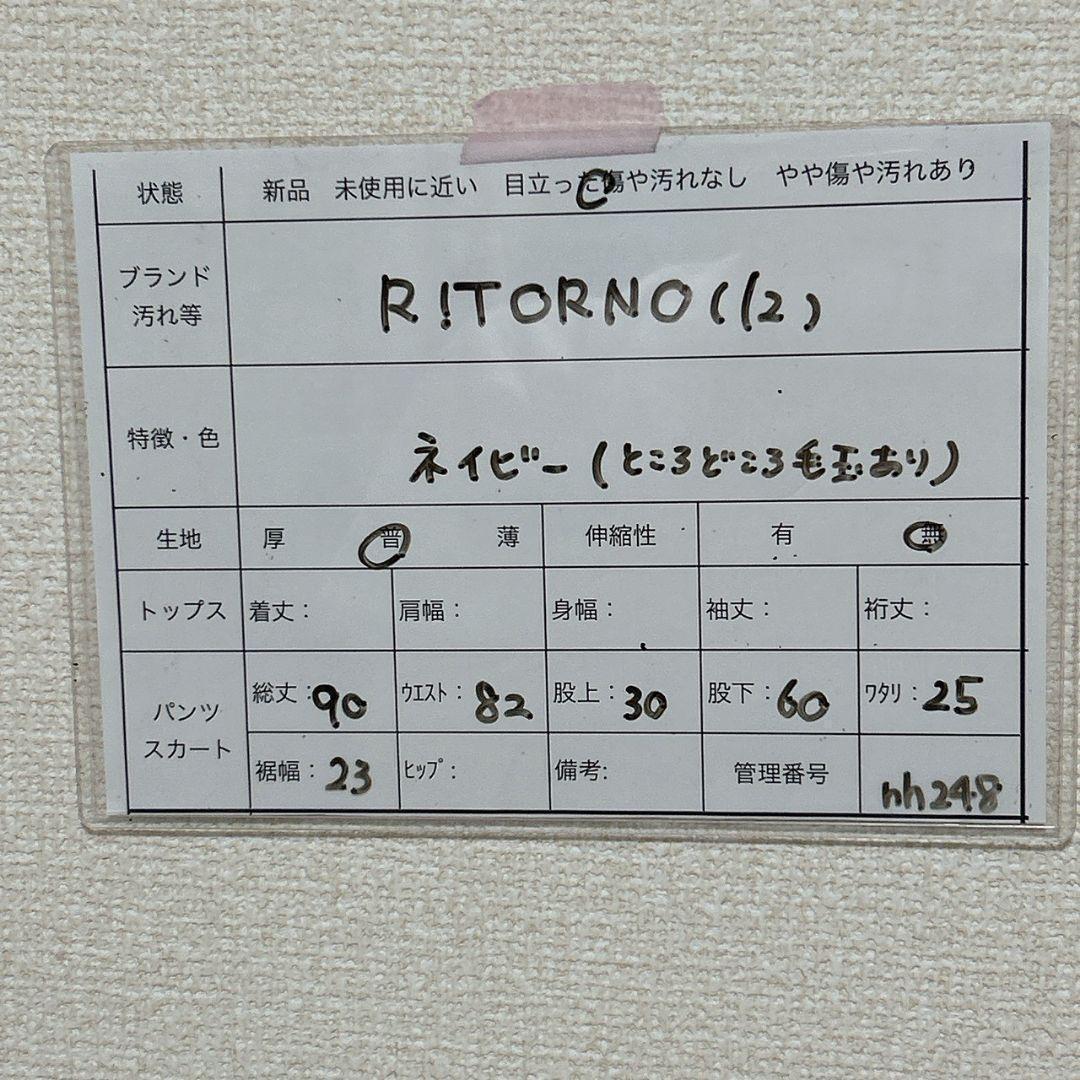 状態 新品 未使用に近い 目立った傷や汚れなし やや傷や汚れあり
ブランド
汚れ等
R!TORNO(12)
特徴・色
ネイビー(ところどころ毛玉あり)
生地 厚 普 薄 伸縮性 有 無
トップス 着丈: 肩幅: 身幅: 袖丈: 裄丈:
パンツ
スカート
総丈:90 ウエスト:82 股上:30 股下:60 ワタリ:25
裾幅:23 ヒップ: 備考: 管理番号 nh248